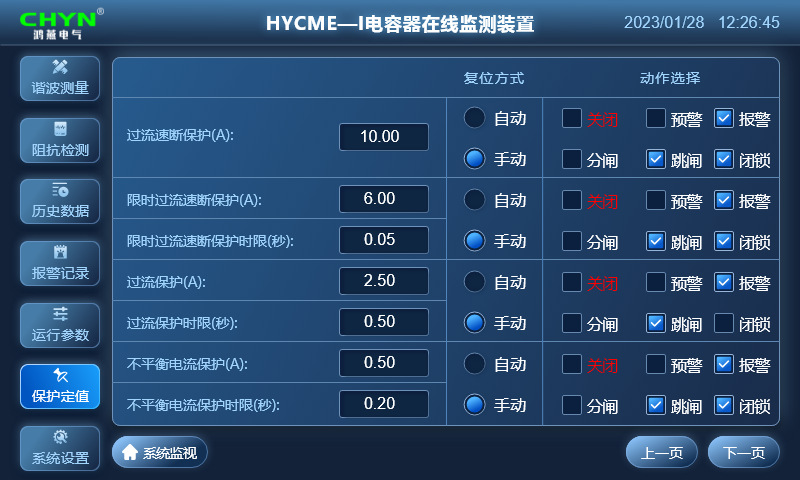 CHYN®
鸿蕉电气
HYCME—I电容器在线监测装置
2023/01/28 12:26:45
谐波测量
阻抗检测
历史数据
报警记录
运行参数
保护定值
系统设置
复位方式 动作选择
过流速断保护(A): 10.00 自动 关闭 预警 报警
手动 分闸 跳闸 闭锁
限时过流速断保护(A): 6.00 自动 关闭 预警 报警
限时过流速断保护时限(秒): 0.05 手动 分闸 跳闸 闭锁
过流保护(A): 2.50 自动 关闭 预警 报警
过流保护时限(秒): 0.50 手动 分闸 跳闸 闭锁
不平衡电流保护(A): 0.50 自动 关闭 预警 报警
不平衡电流保护时限(秒): 0.20 手动 分闸 跳闸 闭锁
系统监视 上一页 下一页